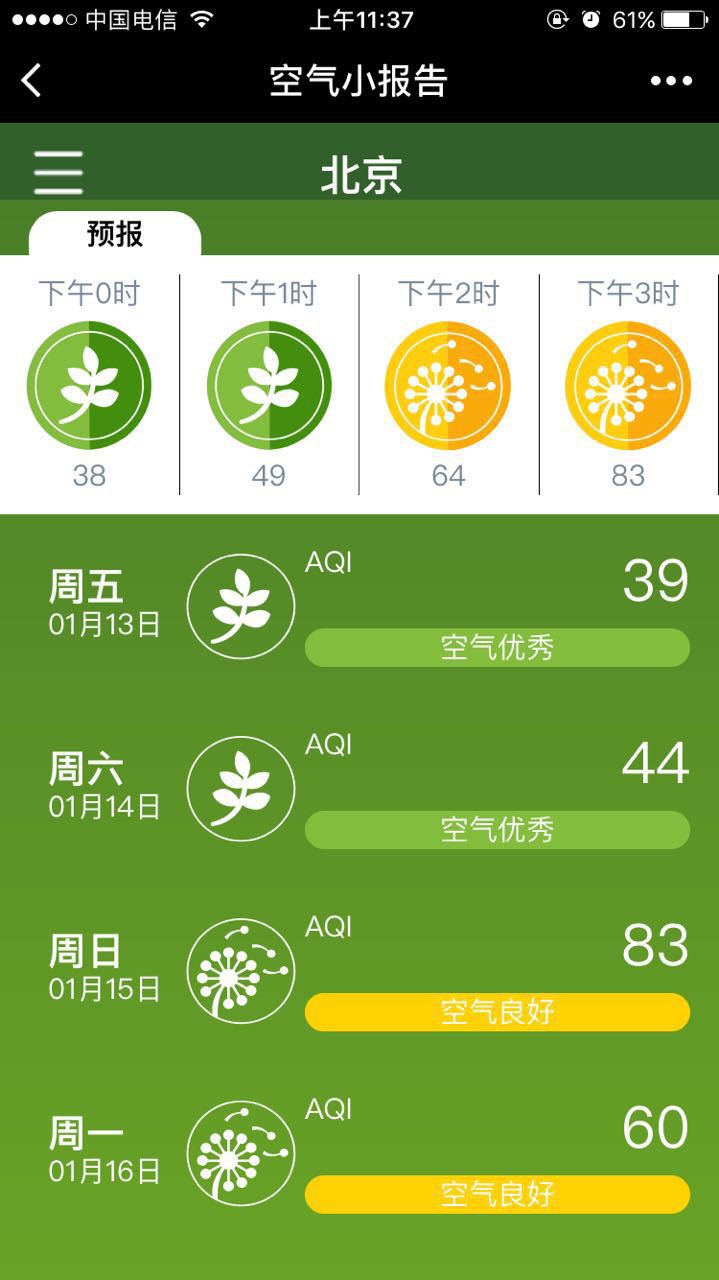 中国电信 上午11:37 61%
空气小报告
北京
预报
下午0时 下午1时 下午2时 下午3时
38 49 64 83
周五 AQI 39
01月13日 空气优秀
周六 AQI 44
01月14日 空气优秀
周日 AQI 83
01月15日 空气良好
周一 AQI 60
01月16日 空气良好